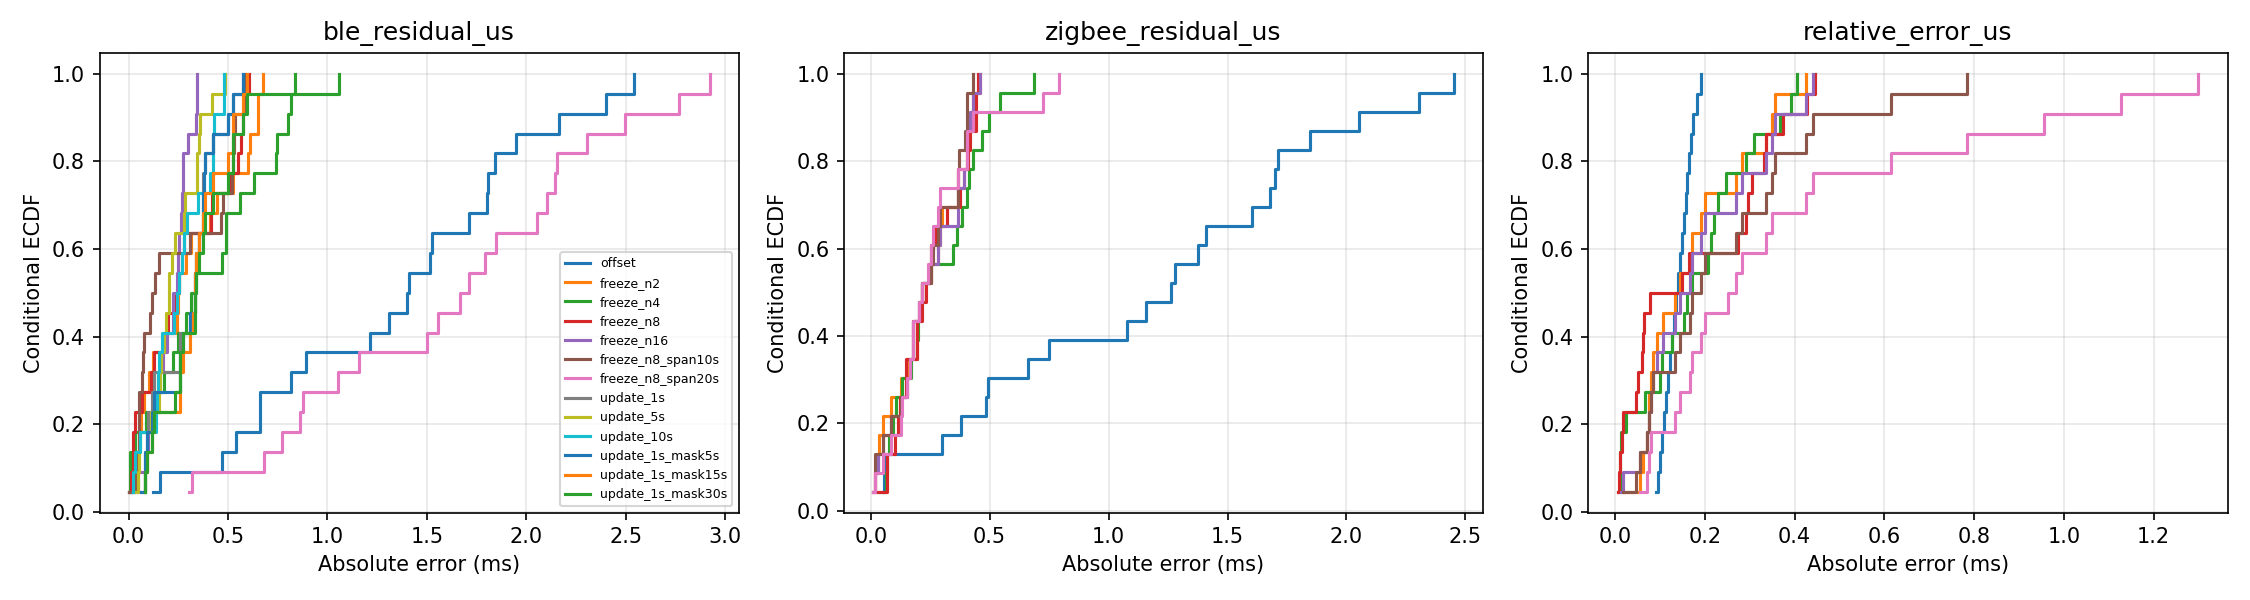 ble_residual_us
Conditional ECDF
1.0
0.8
0.6
0.4
0.2
0.0
0.0 0.5 1.0 1.5 2.0 2.5 3.0
Absolute error (ms)
offset
freeze_n2
freeze_n4
freeze_n8
freeze_n16
freeze_n8_span10s
freeze_n8_span20s
update_1s
update_5s
update_10s
update_1s_mask5s
update_1s_mask15s
update_1s_mask30s
zigbee_residual_us
Conditional ECDF
1.0
0.8
0.6
0.4
0.2
0.0
0.0 0.5 1.0 1.5 2.0 2.5
Absolute error (ms)
relative_error_us
Conditional ECDF
1.0
0.8
0.6
0.4
0.2
0.0
0.0 0.2 0.4 0.6 0.8 1.0 1.2
Absolute error (ms)